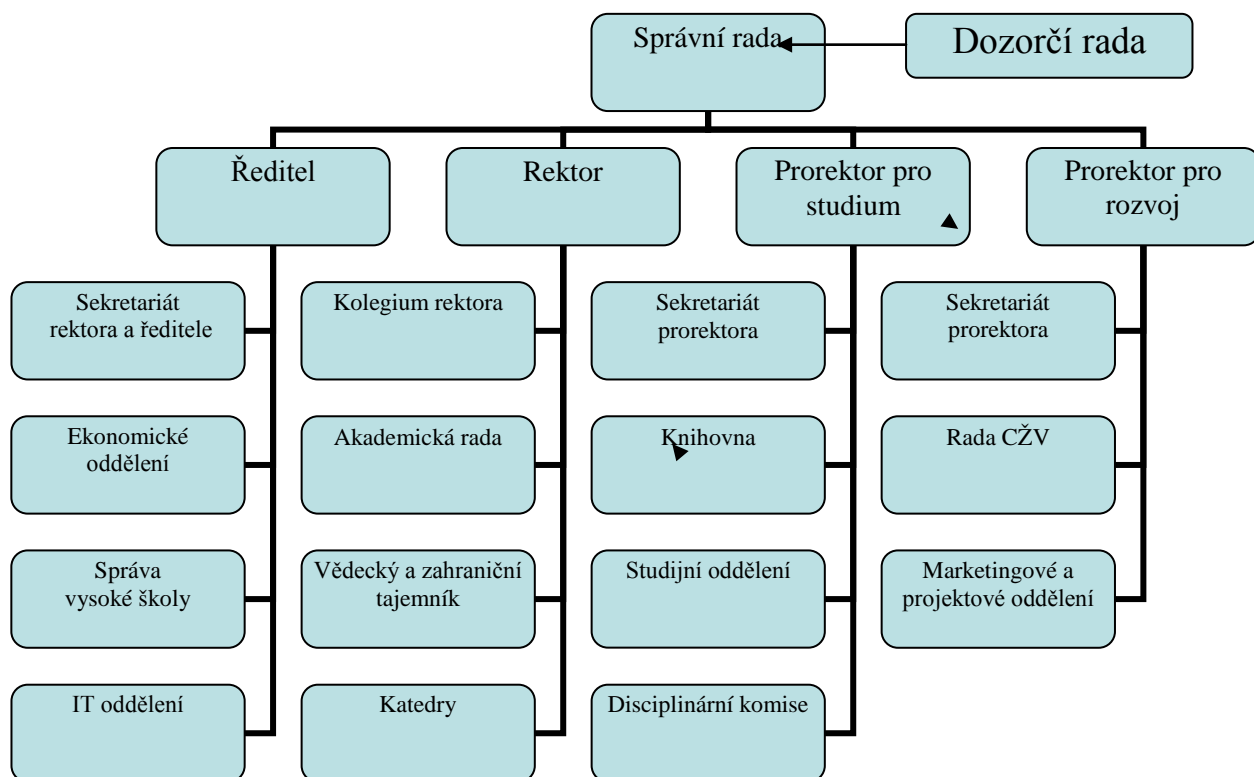 Správní rada
Dozorčí rada
Ředitel
Rektor
Prorektor pro
studium
Prorektor pro
rozvoj
Sekretariát
rektora a ředitele
Kolegium rektora
Sekretariát
prorektora
Sekretariát
prorektora
Ekonomické
oddělení
Akademická rada
Knihovna
Rada CŽV
Správa
vysoké školy
Vědecký a zahraniční
tajemník
Studijní oddělení
Marketingové a
projektové oddělení
IT oddělení
Katedry
Disciplinární komise